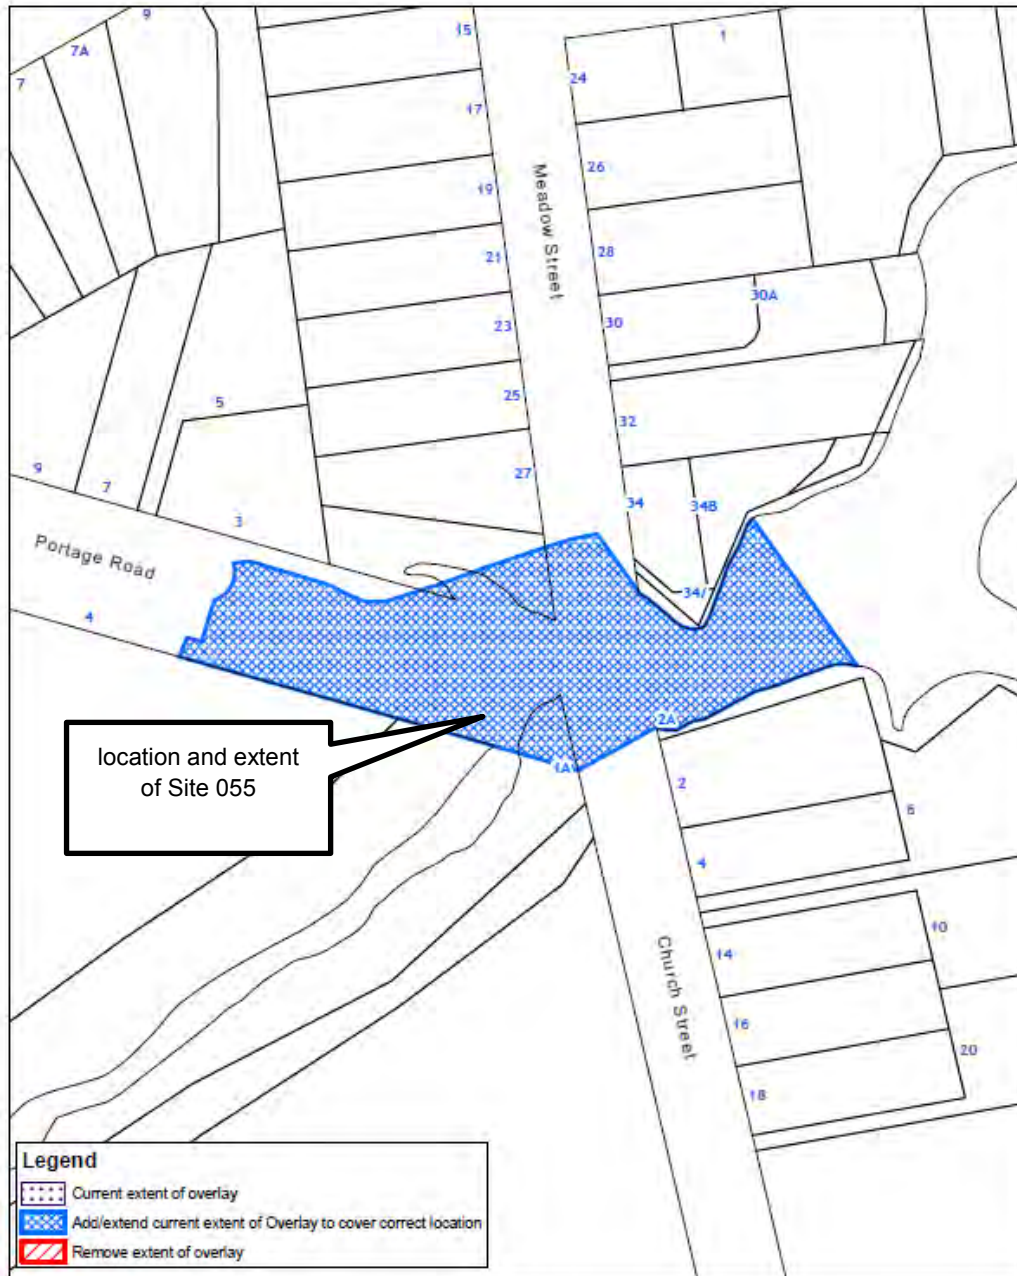 9
7A
7
15
17
19
21
23
25
27
Meadow Street
24
1
26
28
30A
30
32
34
34B
5
9
7
3
Portage Road
4
2A
1A
location and extent
of Site 055
2
6
4
Church Street
14
10
16
20
18
Legend
Current extent of overlay
Add/extend current extent of Overlay to cover correct location
Remove extent of overlay